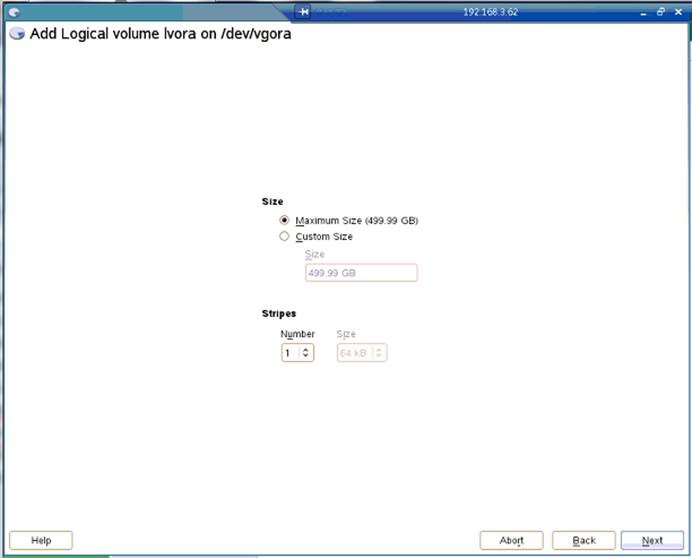 192.168.3.62
Add Logical volume lvora on /dev/vgora
Size
Maximum Size (499.99 GB)
Custom Size
Size
499.99 GB
Stripes
Number Size
1 64 kB
Help Abort Back Next